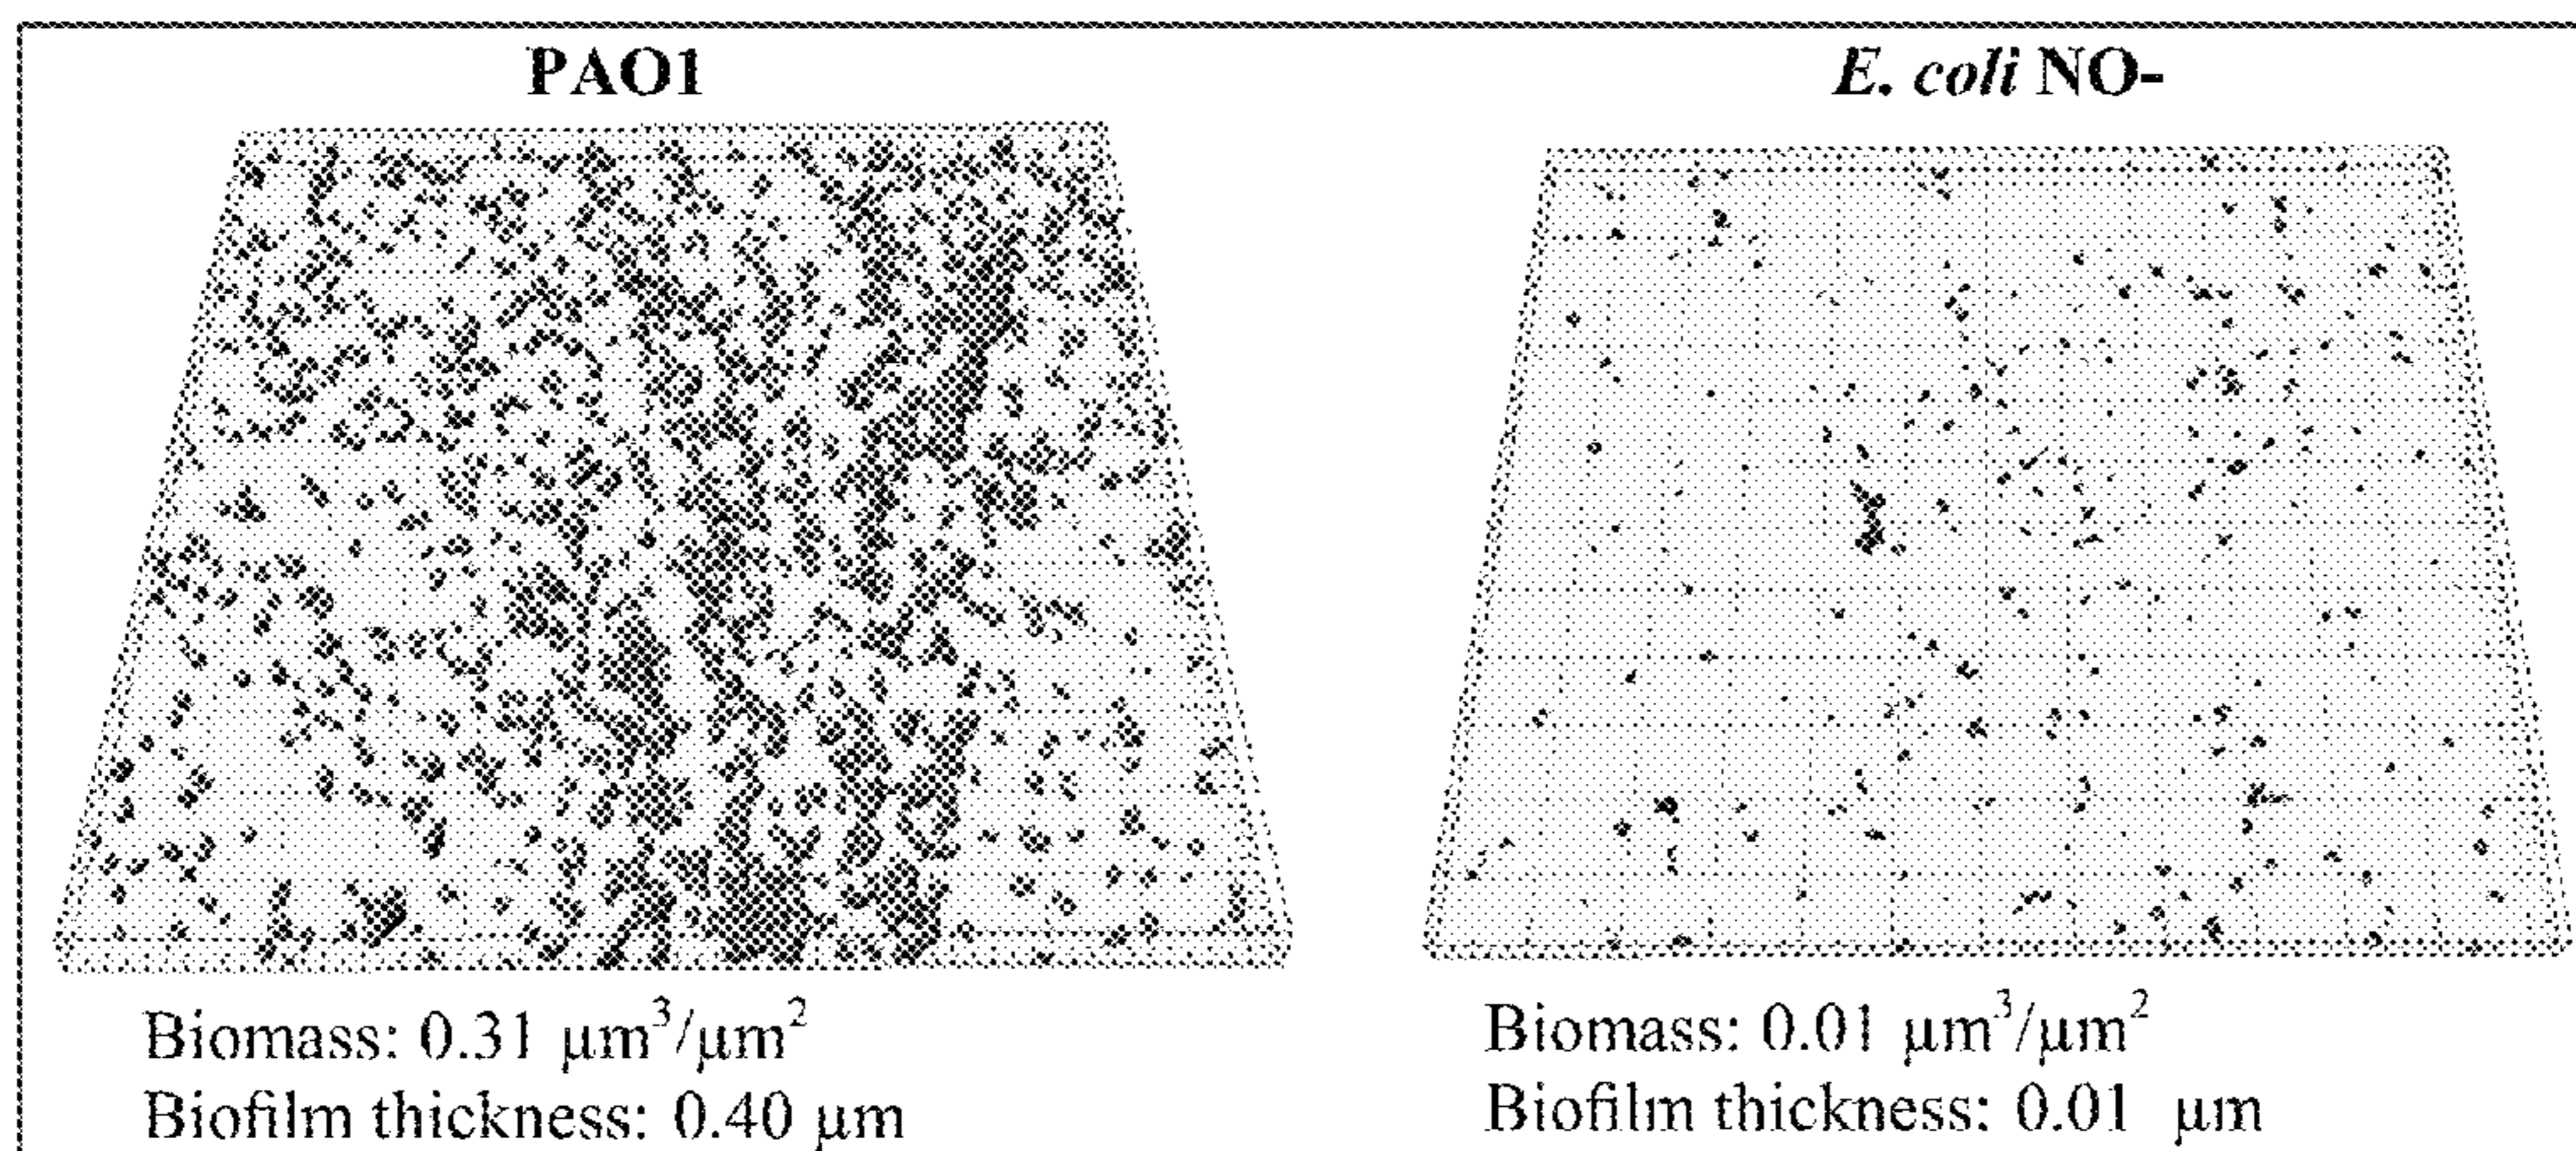 PAO1
Biomass: 0.31 μm³/μm²
Biofilm thickness: 0.40 μm
E. coli NO-
Biomass: 0.01 μm³/μm²
Biofilm thickness: 0.01 μm